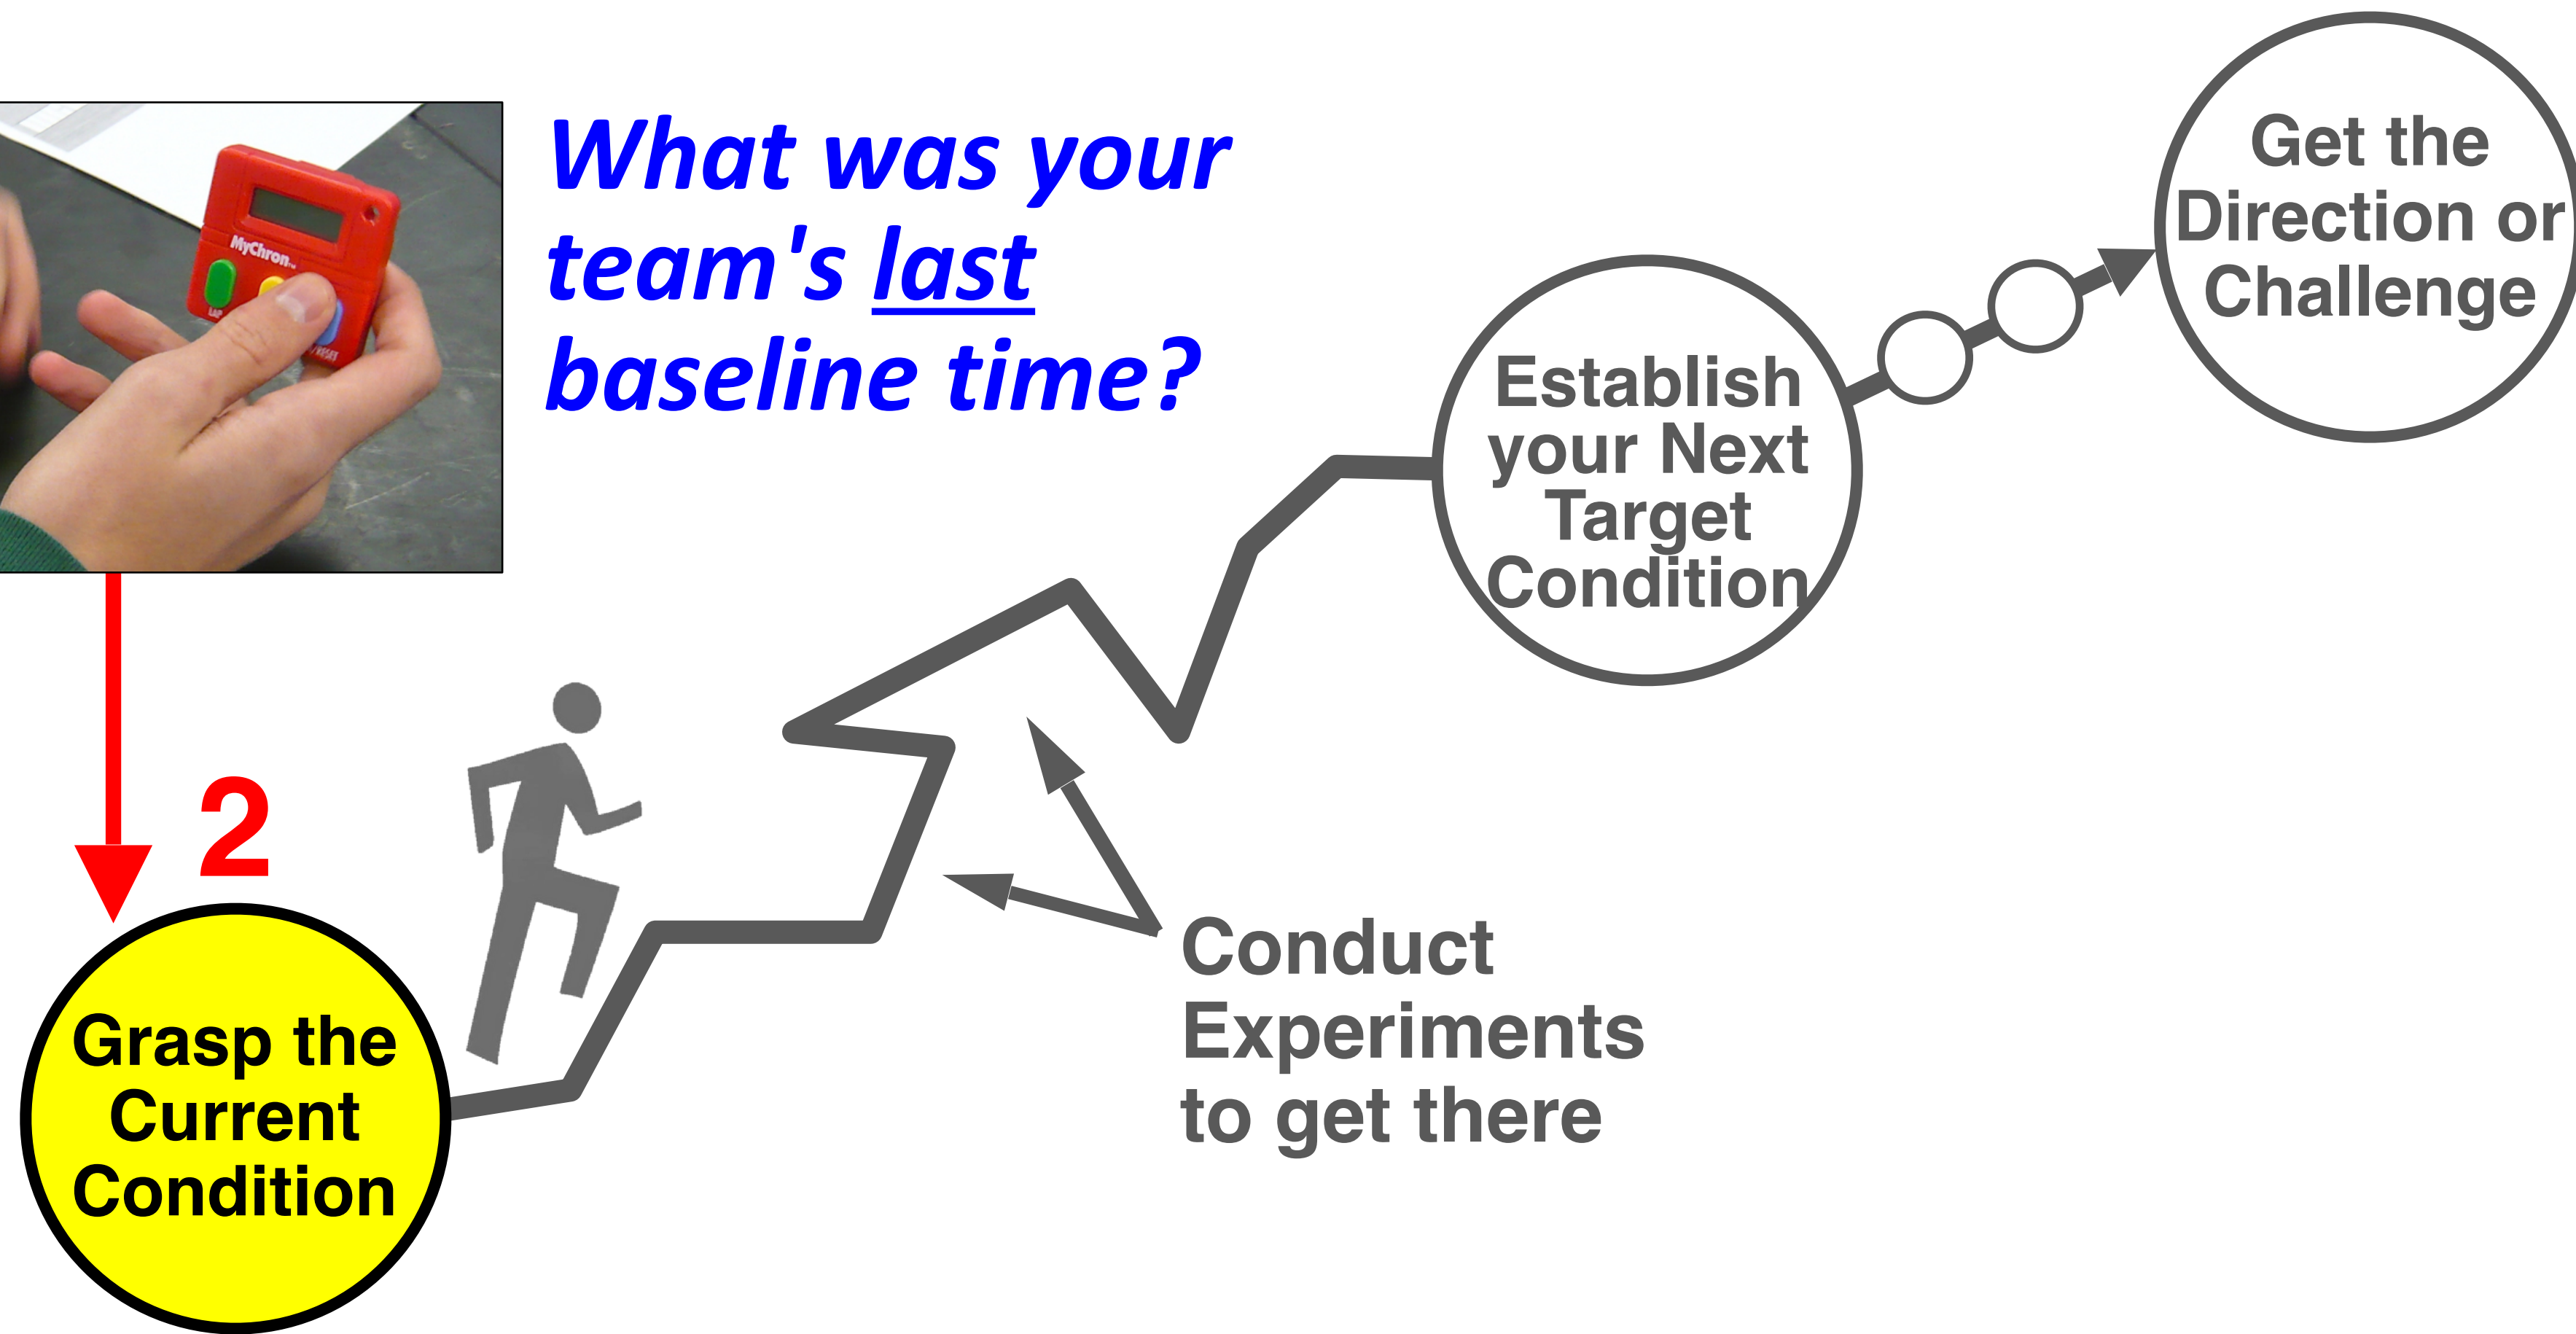 What was your
team's last
baseline time?
MyChron
LAP
Get the
Direction or
Challenge
Establish
your Next
Target
Condition
2
Grasp the
Current
Condition
Conduct
Experiments
to get there